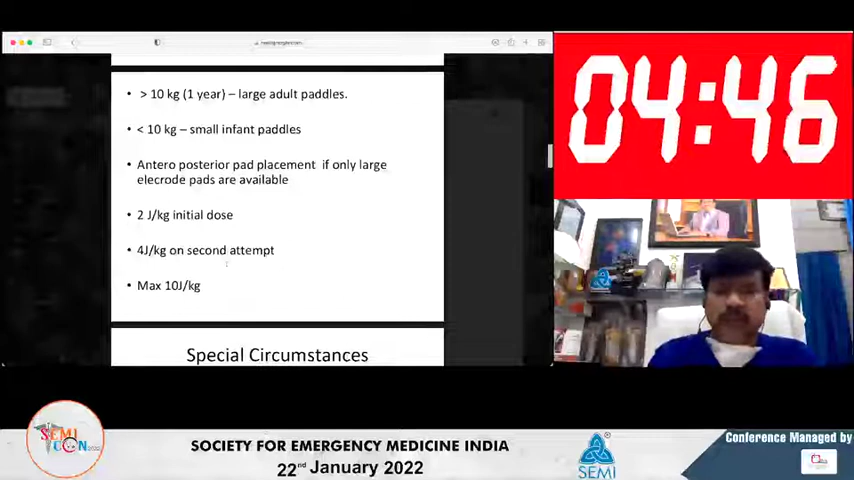 • > 10 kg (1 year) – large adult paddles.
• < 10 kg – small infant paddles
• Antero posterior pad placement if only large
elecrode pads are available
• 2 J/kg initial dose
• 4J/kg on second attempt
• Max 10J/kg
Special Circumstances
04:46
SEMI
CON
SOCIETY FOR EMERGENCY MEDICINE INDIA
22nd January 2022
SEMI
Conference Managed by